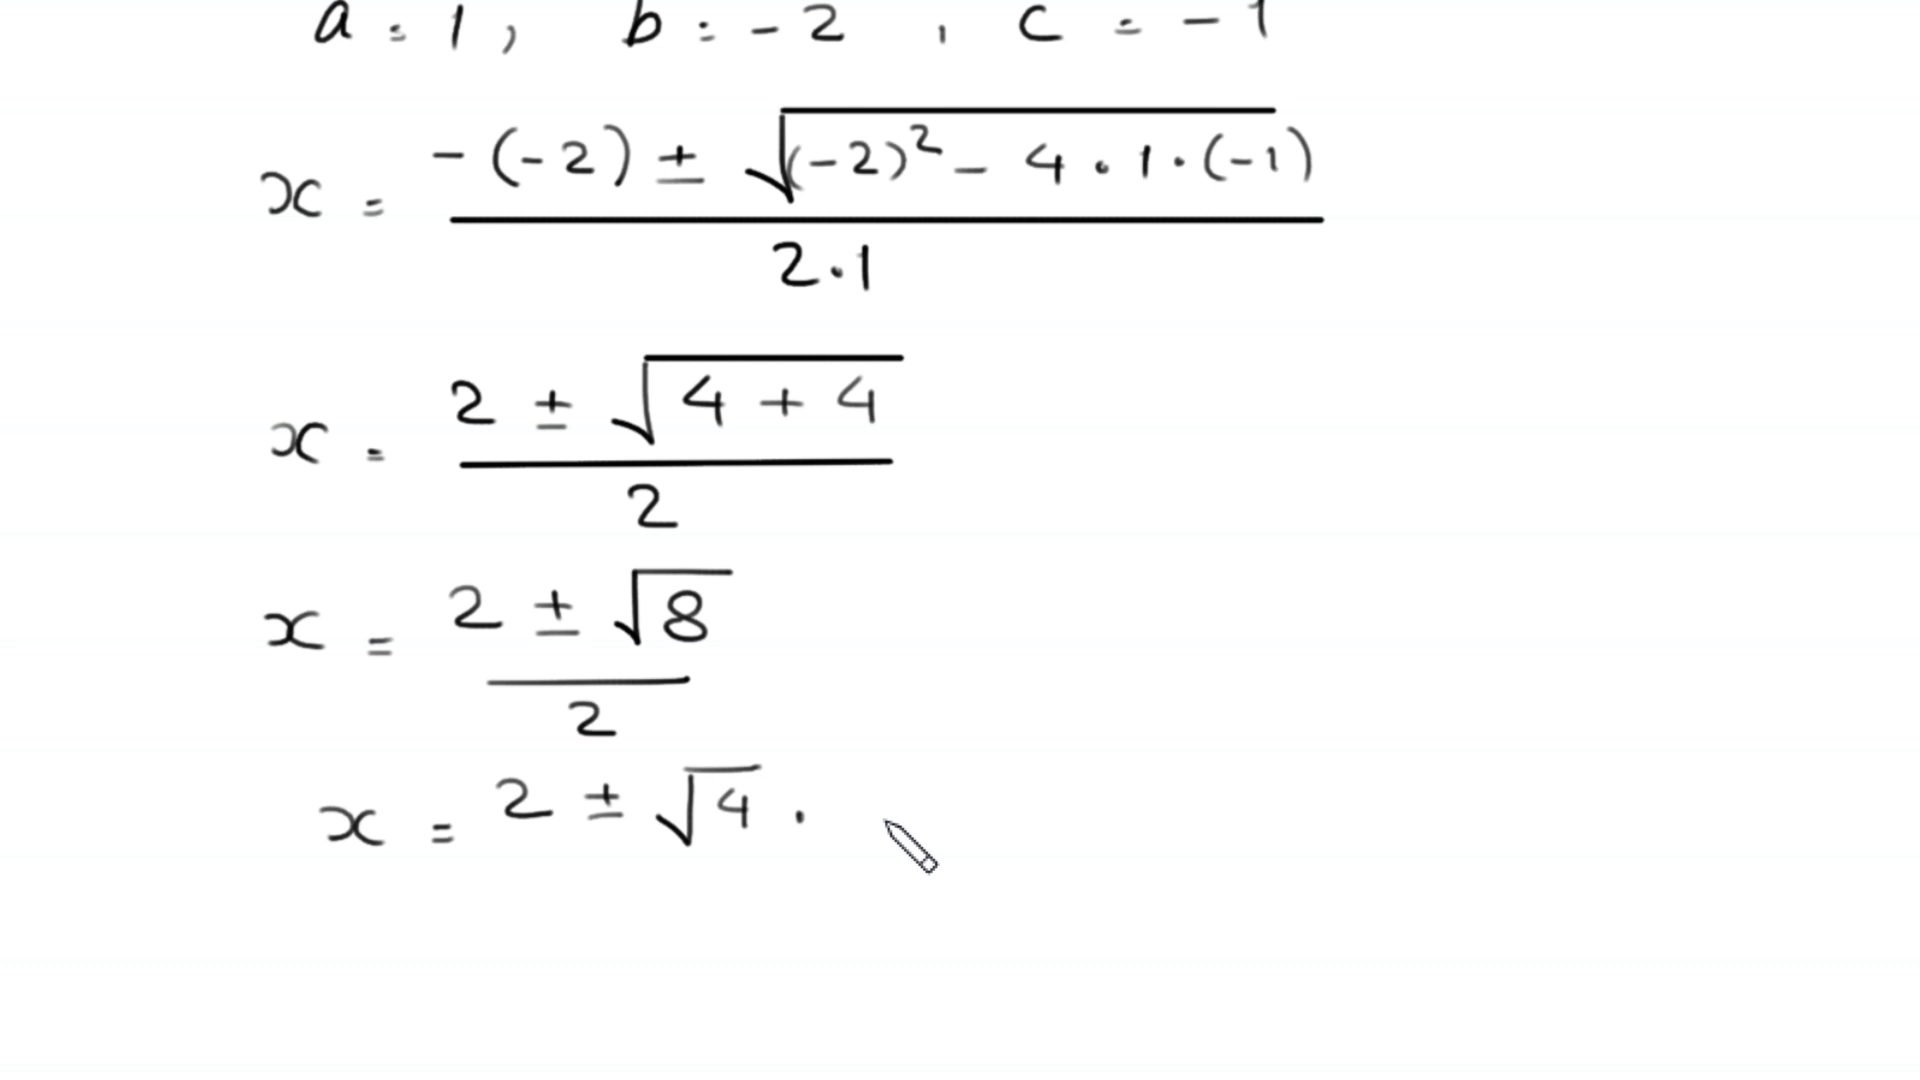 a = 1, b = -2, c = -1
x = (-(-2) ± √((-2)² - 4 · 1 · (-1))) / (2 · 1)
x = (2 ± √(4 + 4)) / 2
x = (2 ± √8) / 2
x = 2 ± √4 ·